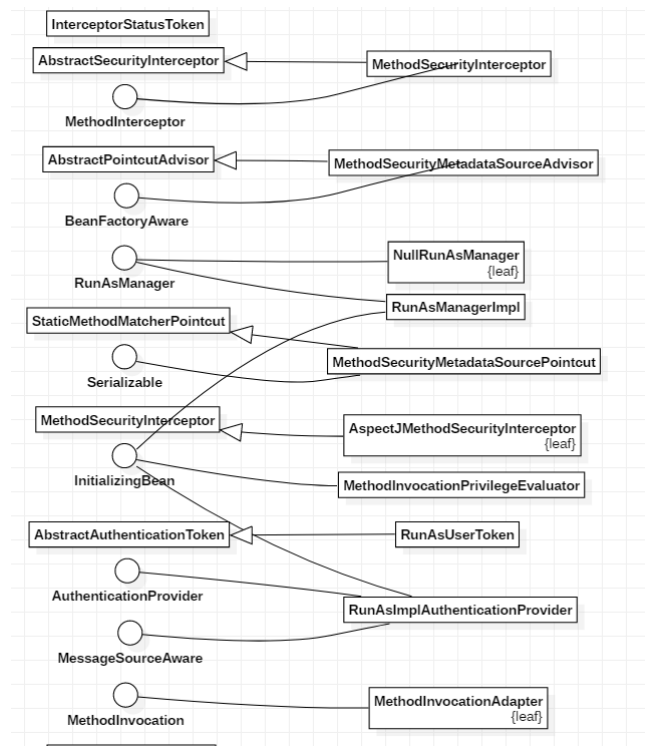 InterceptorStatusToken
AbstractSecurityInterceptor
MethodSecurityInterceptor
MethodInterceptor
AbstractPointcutAdvisor
MethodSecurityMetadataSourceAdvisor
BeanFactoryAware
NullRunAsManager
{leaf}
RunAsManager
RunAsManagerImpl
StaticMethodMatcherPointcut
MethodSecurityMetadataSourcePointcut
Serializable
MethodSecurityInterceptor
AspectJMethodSecurityInterceptor
{leaf}
InitializingBean
MethodInvocationPrivilegeEvaluator
AbstractAuthenticationToken
RunAsUserToken
AuthenticationProvider
RunAsImplAuthenticationProvider
MessageSourceAware
MethodInvocationAdapter
{leaf}
MethodInvocation